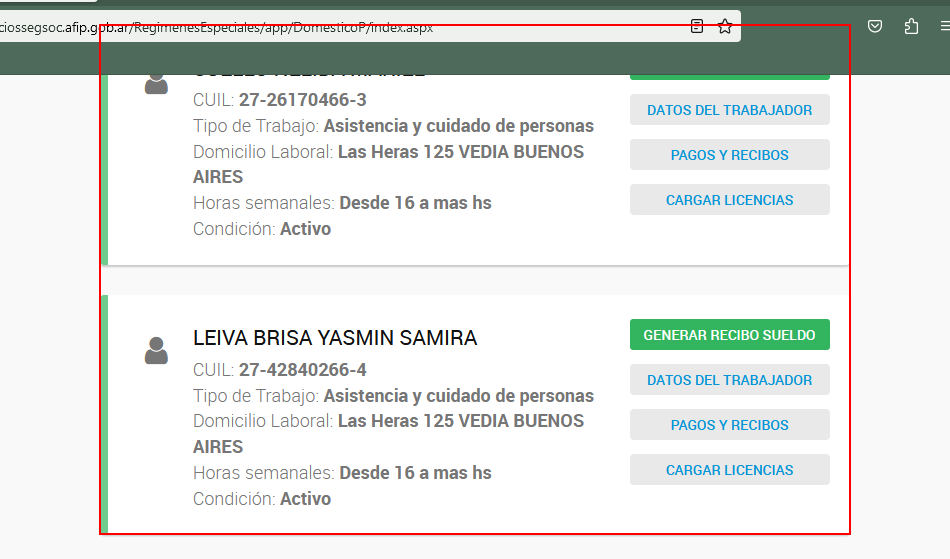 ciossegsoc.afip.gob.ar/RegimenesEspeciales/app/DomesticoP/index.aspx
CUIL: 27-26170466-3
Tipo de Trabajo: Asistencia y cuidado de personas
Domicilio Laboral: Las Heras 125 VEDIA BUENOS
AIRES
Horas semanales: Desde 16 a mas hs
Condición: Activo
DATOS DEL TRABAJADOR
PAGOS Y RECIBOS
CARGAR LICENCIAS
LEIVA BRISA YASMIN SAMIRA
CUIL: 27-42840266-4
Tipo de Trabajo: Asistencia y cuidado de personas
Domicilio Laboral: Las Heras 125 VEDIA BUENOS
AIRES
Horas semanales: Desde 16 a mas hs
Condición: Activo
GENERAR RECIBO SUELDO
DATOS DEL TRABAJADOR
PAGOS Y RECIBOS
CARGAR LICENCIAS